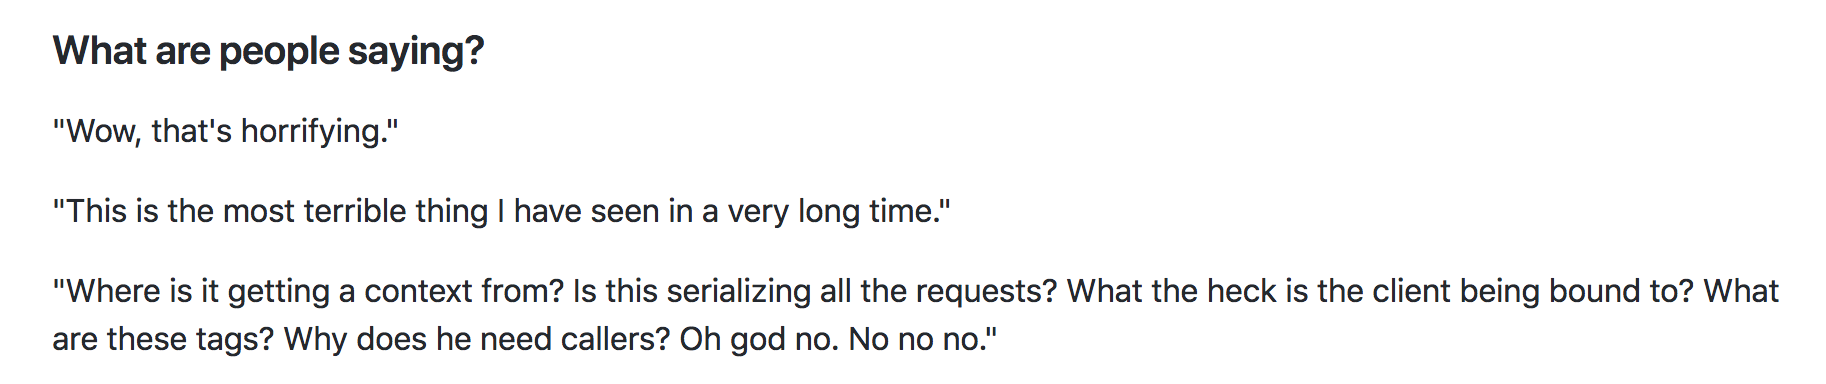 What are people saying?
"Wow, that's horrifying."
"This is the most terrible thing I have seen in a very long time."
"Where is it getting a context from? Is this serializing all the requests? What the heck is the client being bound to? What
are these tags? Why does he need callers? Oh god no. No no no."